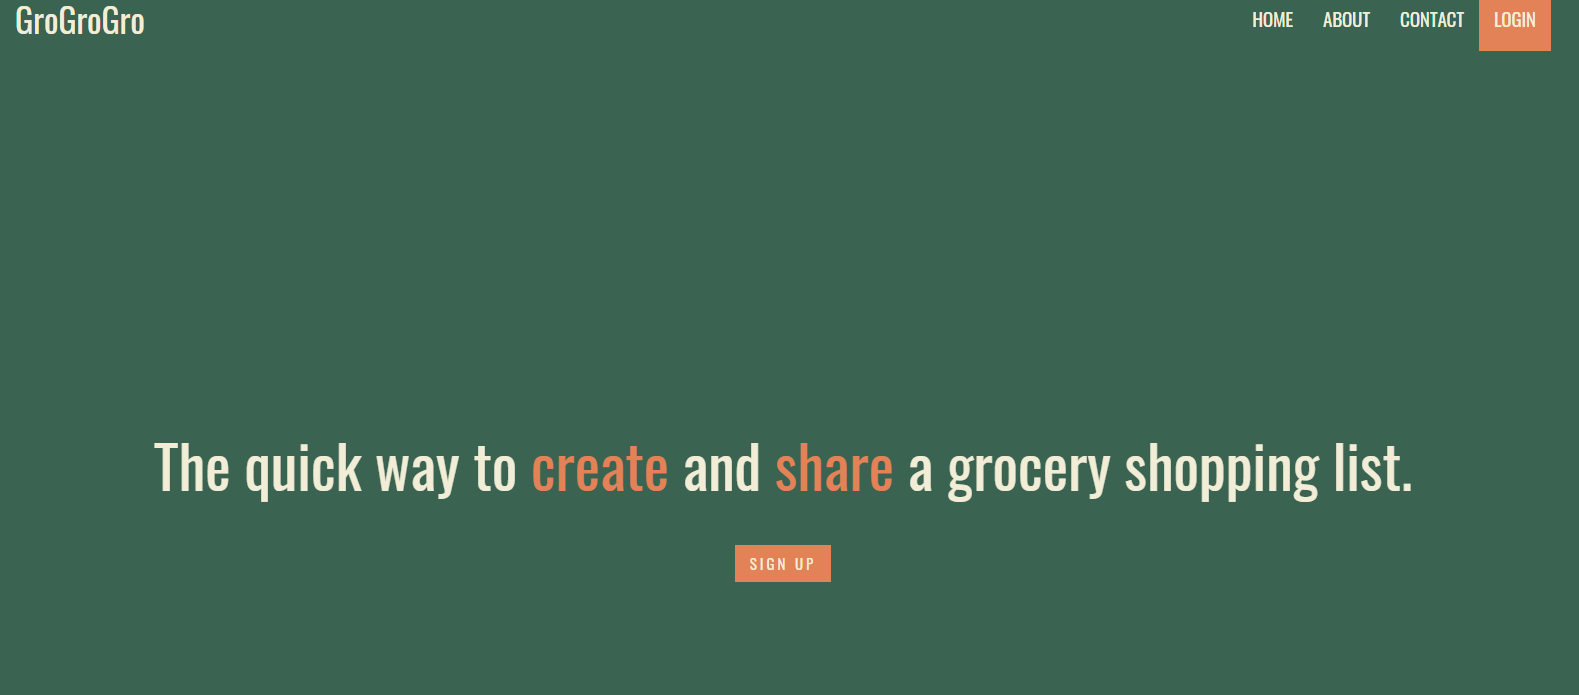 GroGroGro
HOME ABOUT CONTACT LOGIN
The quick way to create and share a grocery shopping list.
SIGN UP